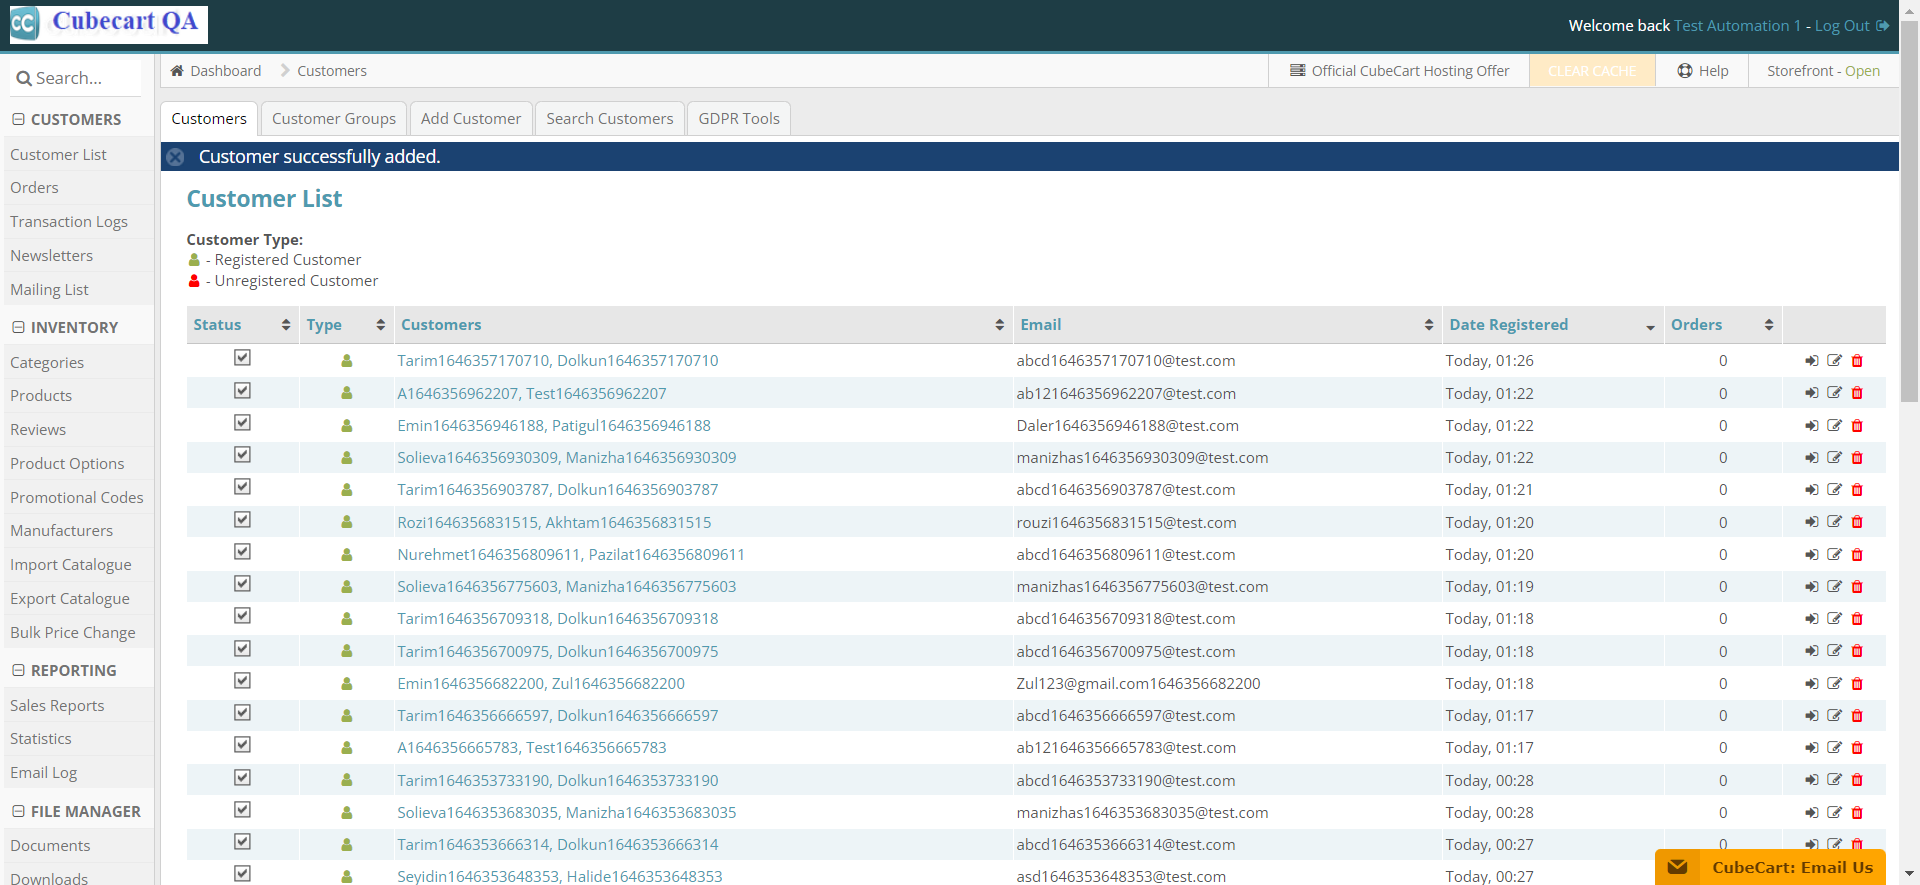 Cubecart QA
Welcome back Test Automation 1 - Log Out
Search...
Dashboard Customers
Official CubeCart Hosting Offer
CLEAR CACHE
Help
Storefront - Open
CUSTOMERS
Customer List
Orders
Transaction Logs
Newsletters
Mailing List
INVENTORY
Categories
Products
Reviews
Product Options
Promotional Codes
Manufacturers
Import Catalogue
Export Catalogue
Bulk Price Change
REPORTING
Sales Reports
Statistics
Email Log
FILE MANAGER
Documents
Downloads
Customers Customer Groups Add Customer Search Customers GDPR Tools
Customer successfully added.
Customer List
Customer Type:
- Registered Customer
- Unregistered Customer
Status Type Customers Email Date Registered Orders
Tarim1646357170710, Dolkun1646357170710 abcd1646357170710@test.com Today, 01:26 0
A1646356962207, Test1646356962207 ab121646356962207@test.com Today, 01:22 0
Emin1646356946188, Patigul1646356946188 Daler1646356946188@test.com Today, 01:22 0
Solieva1646356930309, Manizha1646356930309 manizhas1646356930309@test.com Today, 01:22 0
Tarim1646356903787, Dolkun1646356903787 abcd1646356903787@test.com Today, 01:21 0
Rozi1646356831515, Akhtam1646356831515 rouzi1646356831515@test.com Today, 01:20 0
Nurehmet1646356809611, Pazilat1646356809611 abcd1646356809611@test.com Today, 01:20 0
Solieva1646356775603, Manizha1646356775603 manizhas1646356775603@test.com Today, 01:19 0
Tarim1646356709318, Dolkun1646356709318 abcd1646356709318@test.com Today, 01:18 0
Tarim1646356700975, Dolkun1646356700975 abcd1646356700975@test.com Today, 01:18 0
Emin1646356682200, Zul1646356682200 Zul123@gmail.com1646356682200 Today, 01:18 0
Tarim1646356666597, Dolkun1646356666597 abcd1646356666597@test.com Today, 01:17 0
A1646356665783, Test1646356665783 ab121646356665783@test.com Today, 01:17 0
Tarim1646353733190, Dolkun1646353733190 abcd1646353733190@test.com Today, 00:28 0
Solieva1646353683035, Manizha1646353683035 manizhas1646353683035@test.com Today, 00:28 0
Tarim1646353666314, Dolkun1646353666314 abcd1646353666314@test.com Today, 00:27 0
Seyidin1646353648353, Halide1646353648353 asd1646353648353@test.com Today, 00:27
CubeCart: Email Us